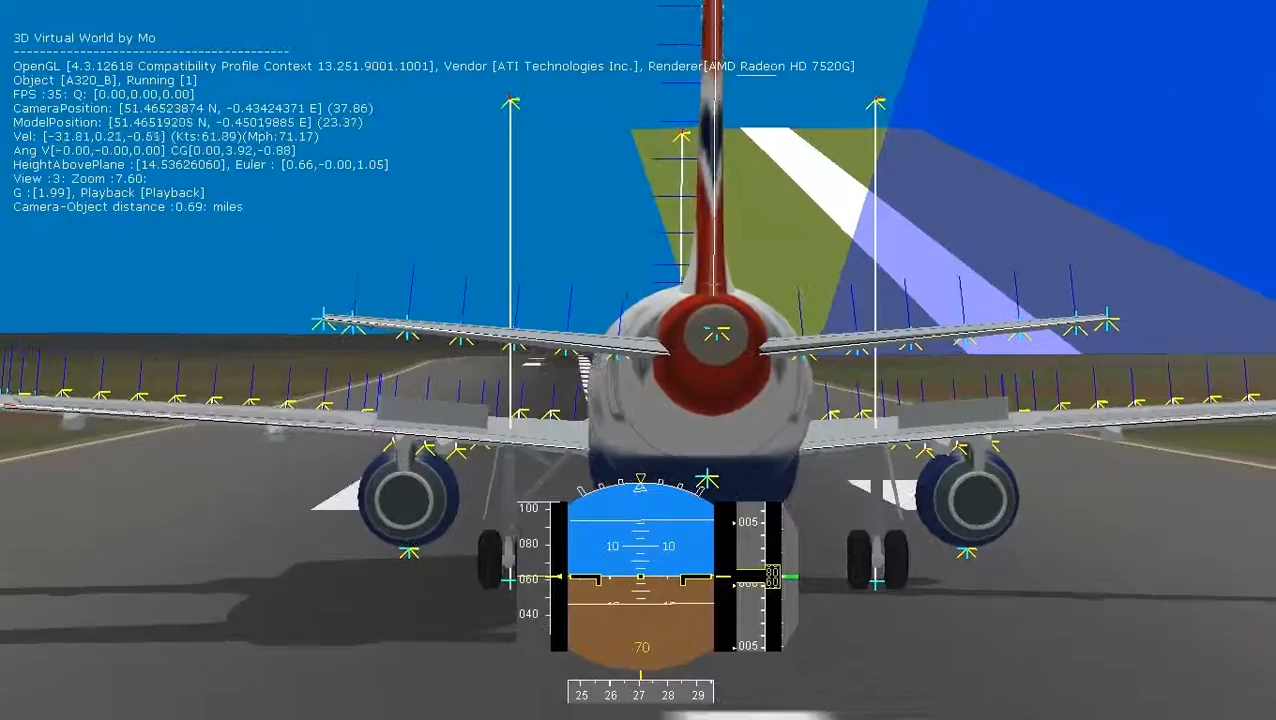 3D Virtual World by Mo
------------------------------------------
OpenGL [4.3.12618 Compatibility Profile Context 13.251.9001.1001], Vendor [ATI Technologies Inc.], Renderer[AMD Radeon HD 7520G]
Object [A320_B], Running [1]
FPS :35: Q: [0.00,0.00,0.00]
CameraPosition: [51.46523874 N, -0.43424371 E] (37.86)
ModelPosition: [51.46519206 N, -0.45019885 E] (23.37)
Vel: [-31.81,0.21,-0.51] (Kts:61.89)(Mph:71.17)
Ang V[-0.00,-0.00,0.00] CG[0.00,3.92,-0.88]
HeightAbovePlane :[14.53626060], Euler : [0.66,-0.00,1.05]
View :3: Zoom :7.60:
G :[1.99], Playback [Playback]
Camera-Object distance :0.69: miles
100
005
080
10 10
060
80
60
040
70
005
25 26 27 28 29